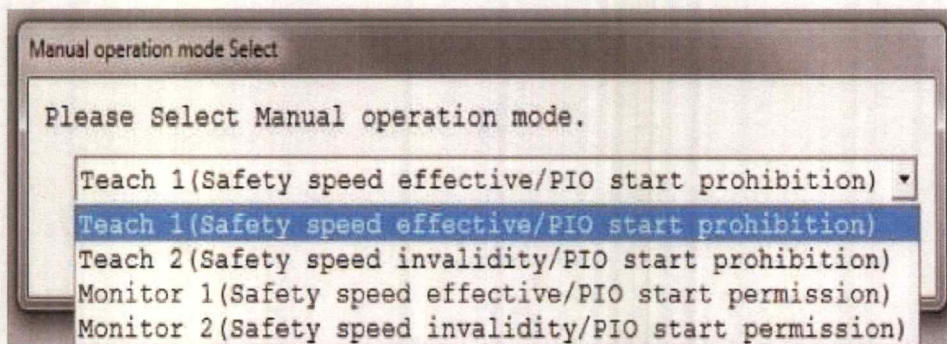 Manual operation mode Select
Please Select Manual operation mode.
Teach 1(Safety speed effective/PIO start prohibition)
Teach 1(Safety speed effective/PIO start prohibition)
Teach 2(Safety speed invalidity/PIO start prohibition)
Monitor 1(Safety speed effective/PIO start permission)
Monitor 2(Safety speed invalidity/PIO start permission)